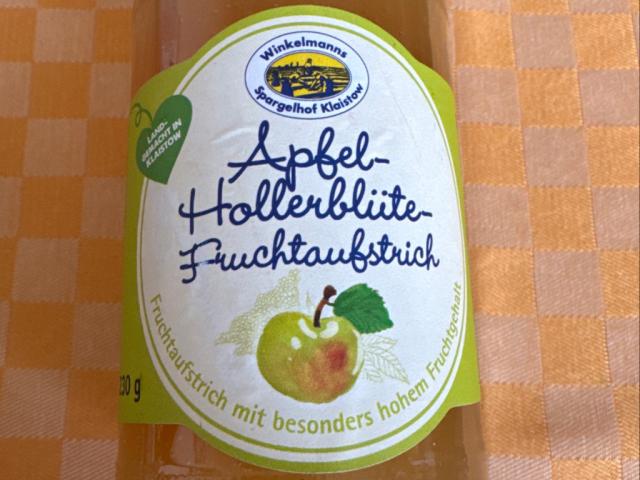 Winkelmanns
Spargelhof Klaistow
LAND-
GEMACHT IN
KLAISTOW
Apfel-
Hollerblüte-
Fruchtaufstrich
Fruchtaufstrich mit besonders hohem Fruchtgehalt